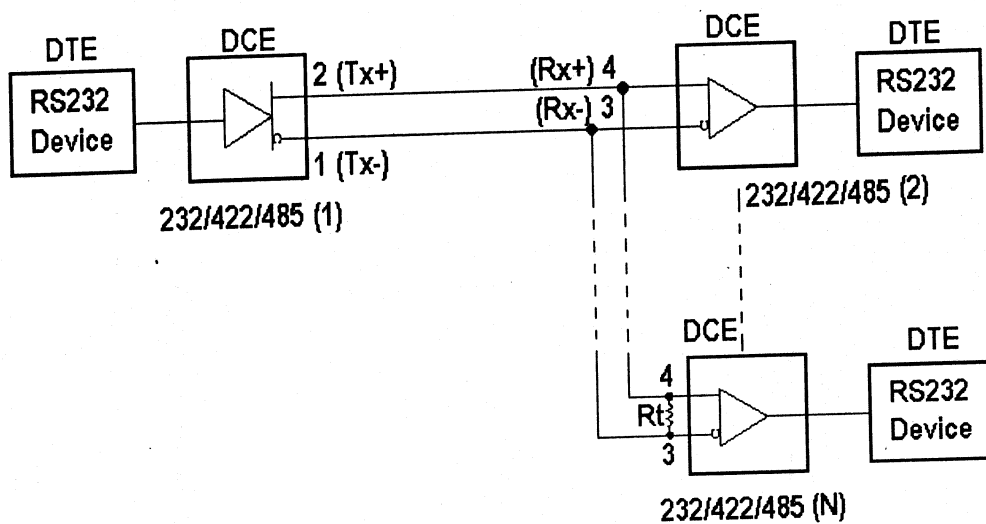 DTE
RS232
Device
DCE
2 (Tx+)
1 (Tx-)
232/422/485 (1)
(Rx+) 4
(Rx-) 3
DCE
DTE
RS232
Device
232/422/485 (2)
DCE
4
Rt
3
DTE
RS232
Device
232/422/485 (N)